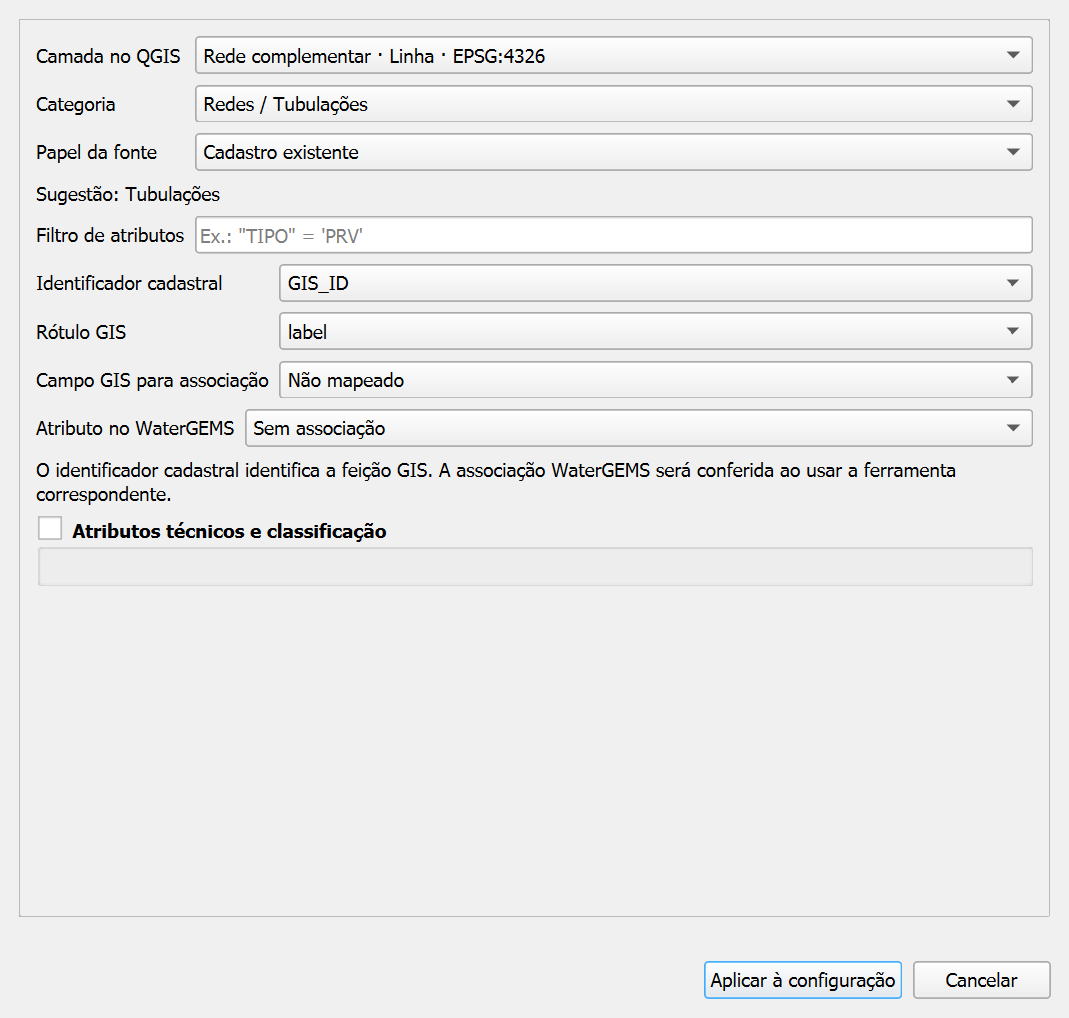 Camada no QGIS Rede complementar · Linha · EPSG:4326
Categoria Redes / Tubulações
Papel da fonte Cadastro existente
Sugestão: Tubulações
Filtro de atributos Ex.: "TIPO" = 'PRV'
Identificador cadastral GIS_ID
Rótulo GIS label
Campo GIS para associação Não mapeado
Atributo no WaterGEMS Sem associação
O identificador cadastral identifica a feição GIS. A associação WaterGEMS será conferida ao usar a ferramenta
correspondente.
Atributos técnicos e classificação
Aplicar à configuração Cancelar